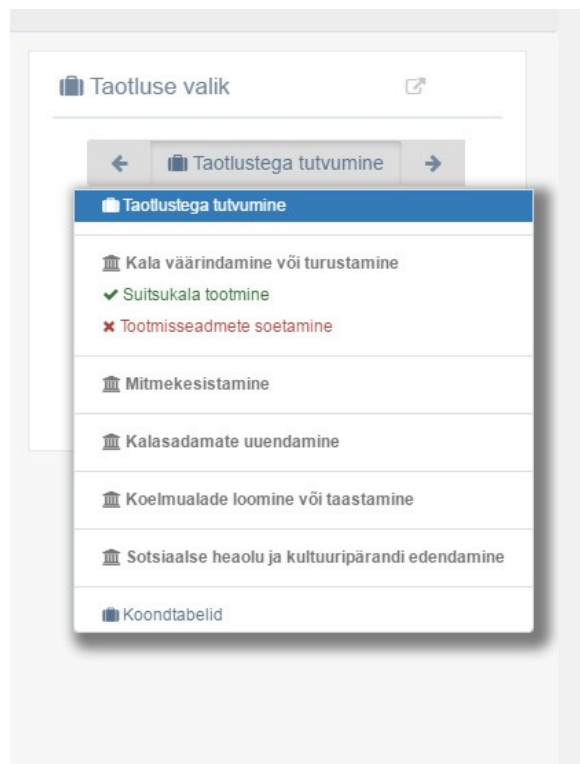 Taotluse valik
Taotlustega tutvumine
Taotlustega tutvumine
Kala väärindamine või turustamine
Suitsukala tootmine
Tootmisseadmete soetamine
Mitmekesistamine
Kalasadamate uuendamine
Koelmualade loomine või taastamine
Sotsiaalse heaolu ja kultuuripärandi edendamine
Koondtabelid